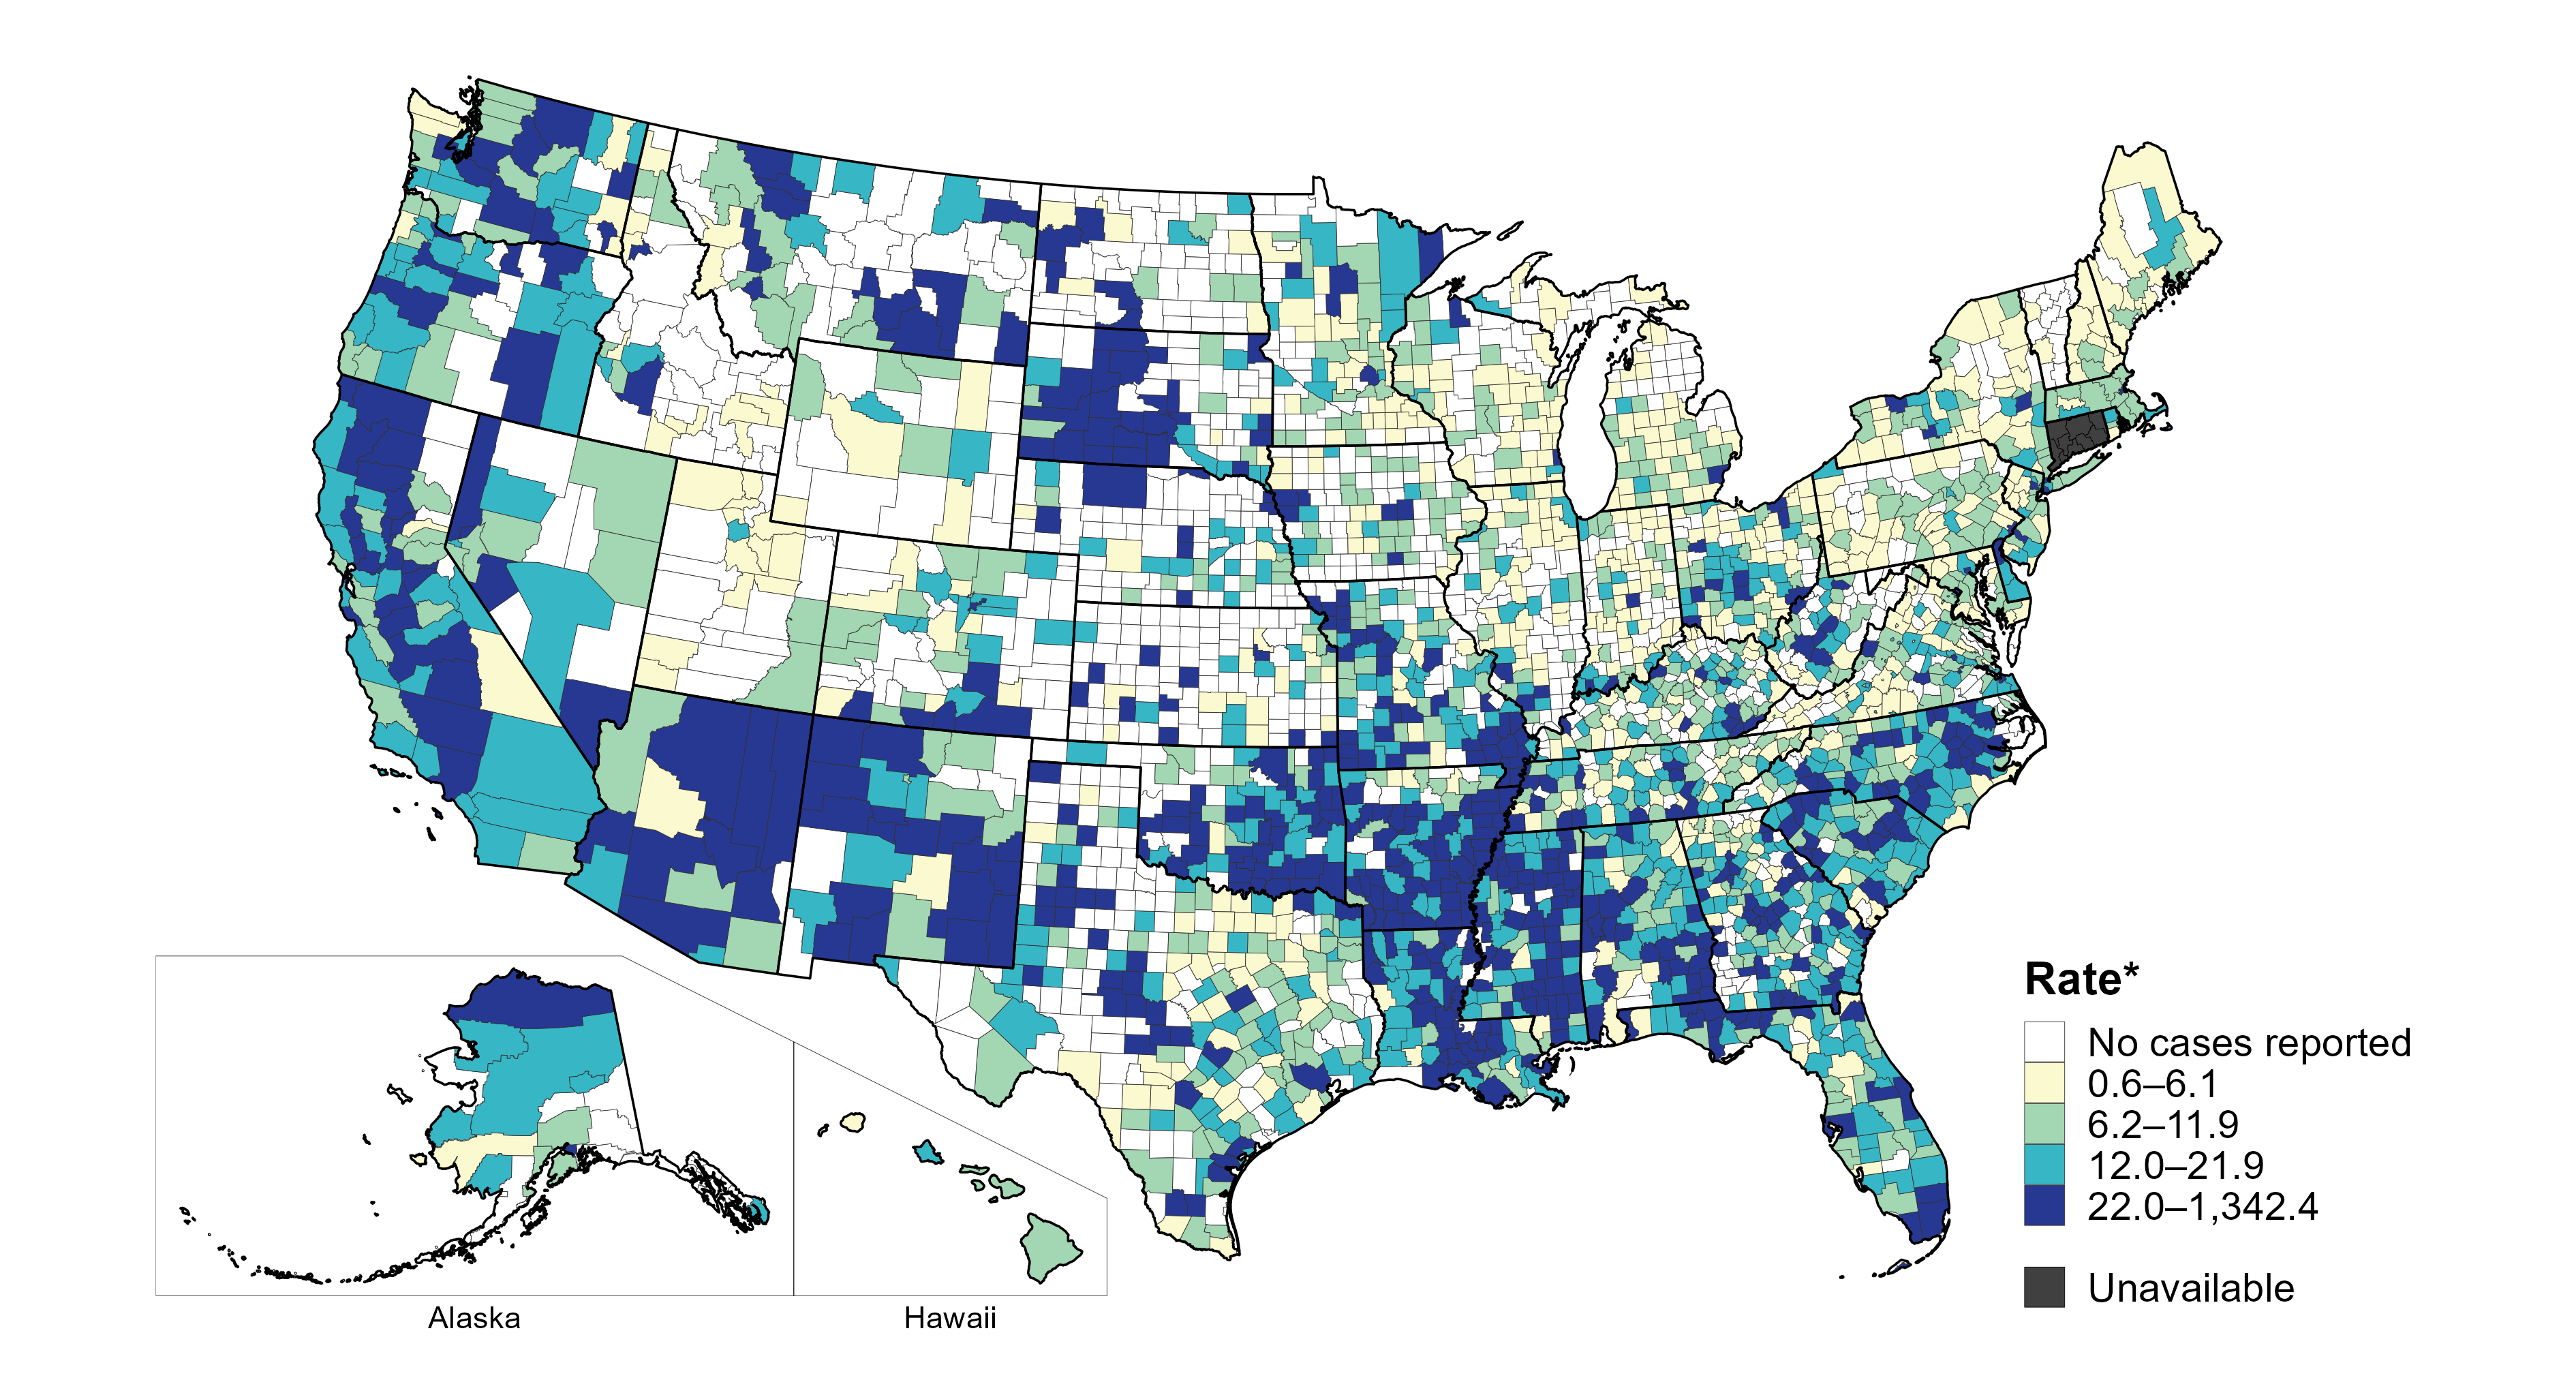 Rate*
No cases reported
0.6–6.1
6.2–11.9
12.0–21.9
22.0–1,342.4
Unavailable
Alaska
Hawaii